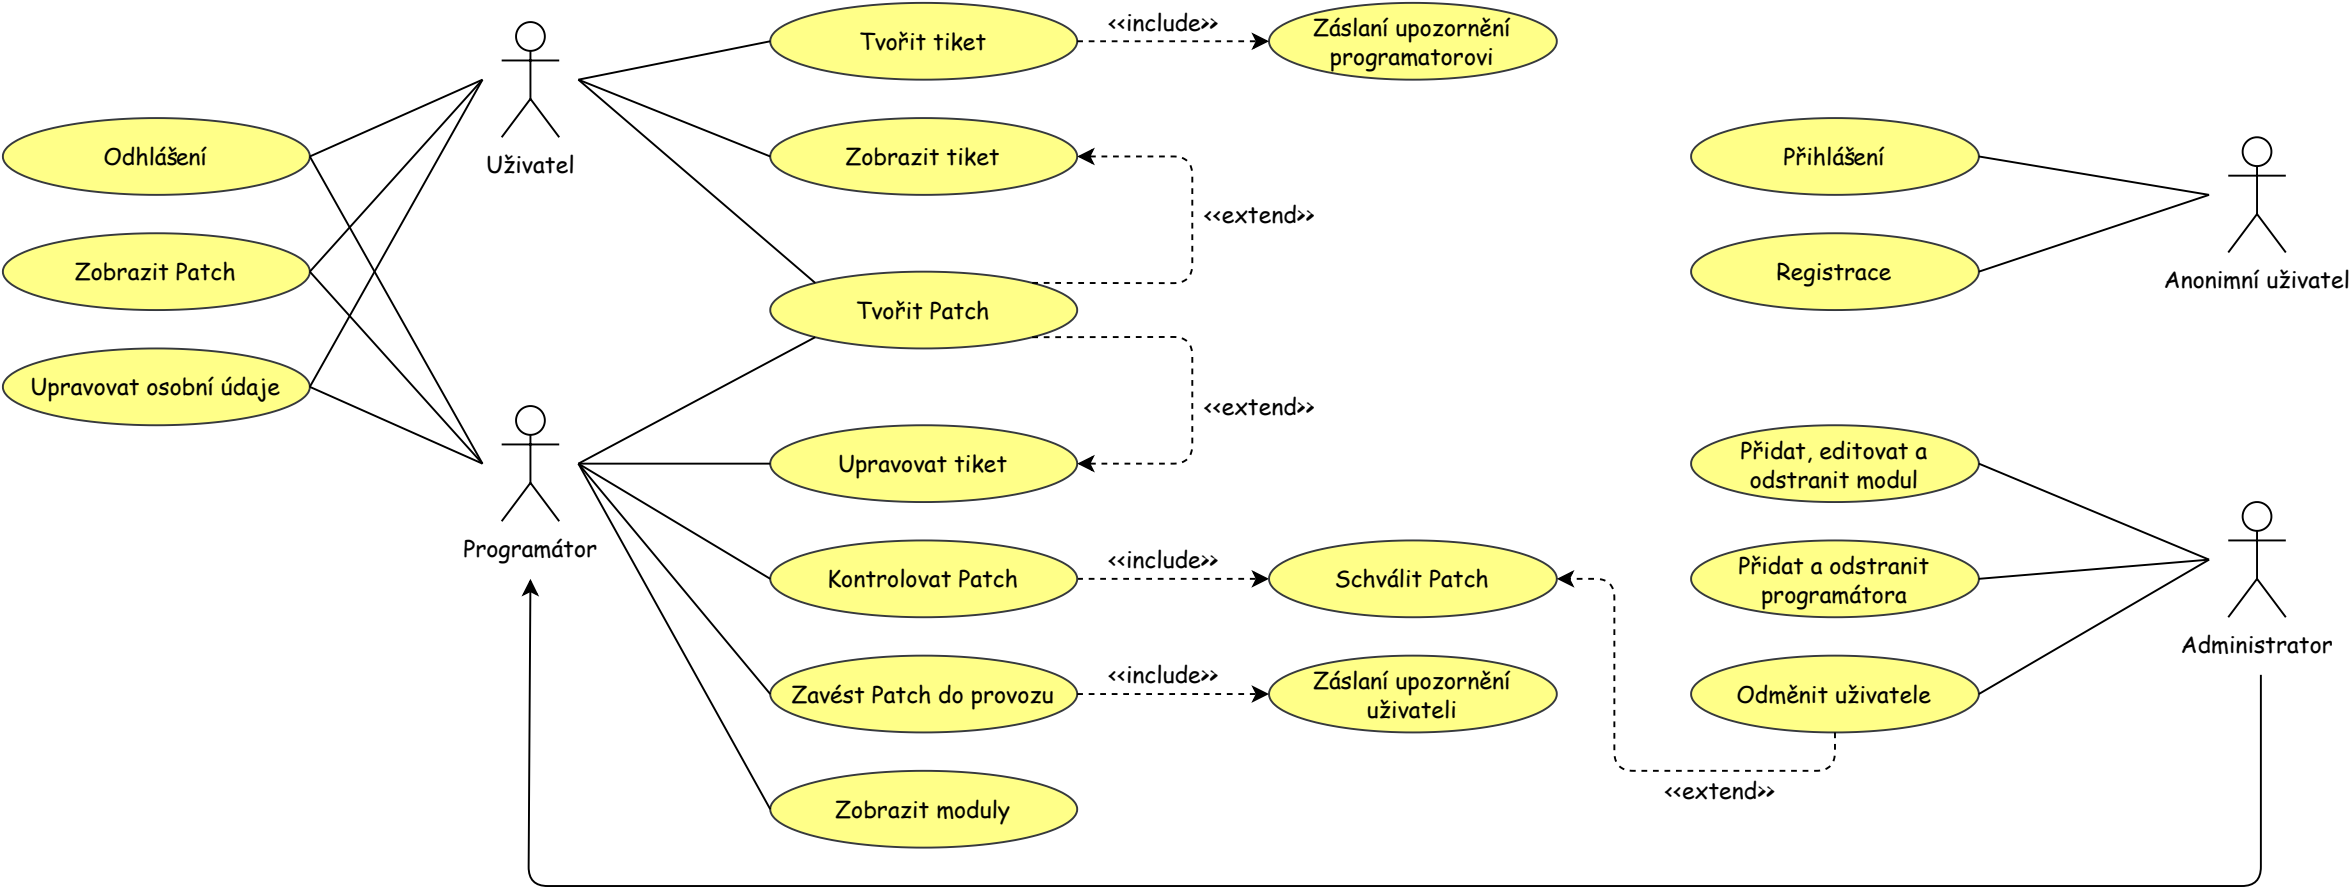 Tvořit tiket
<<include>>
Záslaní upozornění
programatorovi
Uživatel
Odhlášení
Zobrazit tiket
Přihlášení
<<extend>>
Zobrazit Patch
Registrace
Anonimní uživatel
Tvořit Patch
Upravovat osobní údaje
<<extend>>
Upravovat tiket
Přidat, editovat a
odstranit modul
Programátor
Kontrolovat Patch
<<include>>
Schválit Patch
Přidat a odstranit
programátora
Administrator
Zavést Patch do provozu
<<include>>
Záslaní upozornění
uživateli
Odměnit uživatele
<<extend>>
Zobrazit moduly